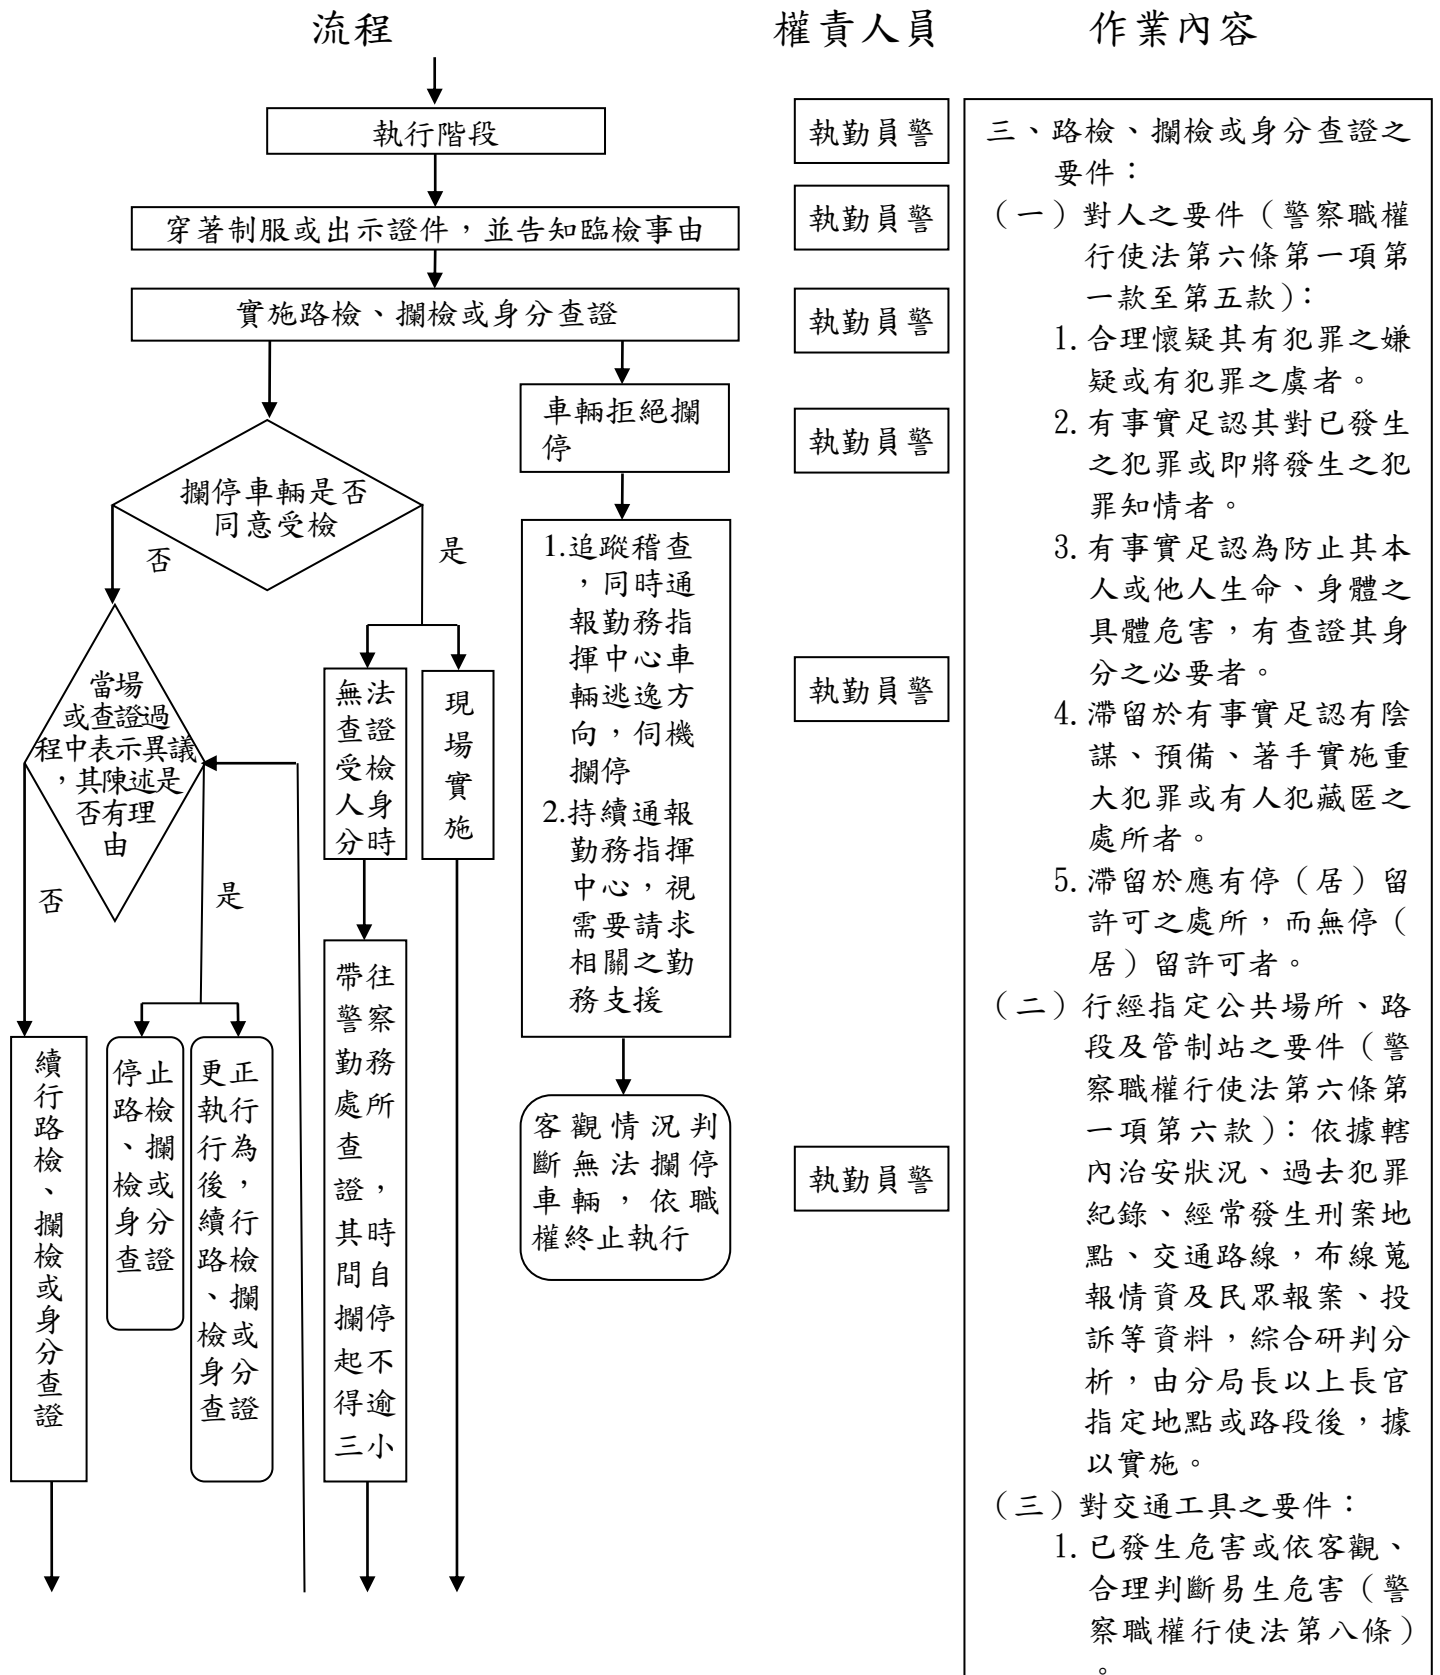 流程
權責人員
作業內容
執行階段
穿著制服或出示證件，並告知臨檢事由
實施路檢、攔檢或身分查證
車輛拒絕攔
停
攔停車輛是否
同意受檢
否
是
1.追蹤稽查
，同時通
報勤務指
揮中心車
輛逃逸方
向，伺機
攔停
2.持續通報
勤務指揮
中心，視
需要請求
相關之勤
務支援
當場
或查證過
程中表示異議
，其陳述是
否有理
由
否
是
無法
查證
受檢
人身
分時
現
場
實
施
帶往
警察
勤務
處所
查
證，
其時
間自
攔停
起不
得逾
三小
續
行
路
檢
、
攔
檢
或
身
分
查
證
停止
路檢
、攔
檢或
身分
查證
更正
執行
行為
後，
續行
路檢
、攔
檢或
身分
查證
客觀情況判
斷無法攔停
車輛，依職
權終止執行
執勤員警
執勤員警
執勤員警
執勤員警
執勤員警
執勤員警
三、路檢、攔檢或身分查證之
要件：
（一）對人之要件（警察職權
行使法第六條第一項第
一款至第五款）：
1.合理懷疑其有犯罪之嫌
疑或有犯罪之虞者。
2.有事實足認其對已發生
之犯罪或即將發生之犯
罪知情者。
3.有事實足認為防止其本
人或他人生命、身體之
具體危害，有查證其身
分之必要者。
4.滯留於有事實足認有陰
謀、預備、著手實施重
大犯罪或有人犯藏匿之
處所者。
5.滯留於應有停（居）留
許可之處所，而無停（
居）留許可者。
（二）行經指定公共場所、路
段及管制站之要件（警
察職權行使法第六條第
一項第六款）：依據轄
內治安狀況、過去犯罪
紀錄、經常發生刑案地
點、交通路線，布線蒐
報情資及民眾報案、投
訴等資料，綜合研判分
析，由分局長以上長官
指定地點或路段後，據
以實施。
（三）對交通工具之要件：
1.已發生危害或依客觀、
合理判斷易生危害（警
察職權行使法第八條）
。